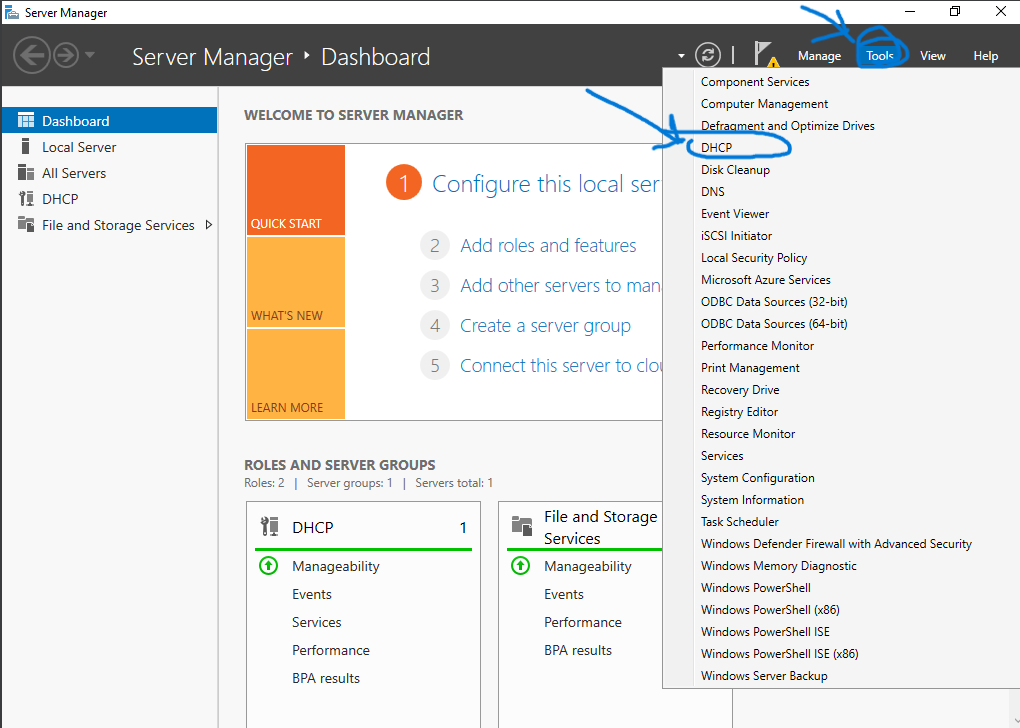 Server Manager
Server Manager ‣ Dashboard
Manage
Tools
View
Help
Dashboard
Local Server
All Servers
DHCP
File and Storage Services
WELCOME TO SERVER MANAGER
QUICK START
WHAT'S NEW
LEARN MORE
1 Configure this local ser
2 Add roles and features
3 Add other servers to man
4 Create a server group
5 Connect this server to clou
ROLES AND SERVER GROUPS
Roles: 2 | Server groups: 1 | Servers total: 1
DHCP 1
Manageability
Events
Services
Performance
BPA results
File and Storage
Services
Manageability
Events
Performance
BPA results
Component Services
Computer Management
Defragment and Optimize Drives
DHCP
Disk Cleanup
DNS
Event Viewer
iSCSI Initiator
Local Security Policy
Microsoft Azure Services
ODBC Data Sources (32-bit)
ODBC Data Sources (64-bit)
Performance Monitor
Print Management
Recovery Drive
Registry Editor
Resource Monitor
Services
System Configuration
System Information
Task Scheduler
Windows Defender Firewall with Advanced Security
Windows Memory Diagnostic
Windows PowerShell
Windows PowerShell (x86)
Windows PowerShell ISE
Windows PowerShell ISE (x86)
Windows Server Backup